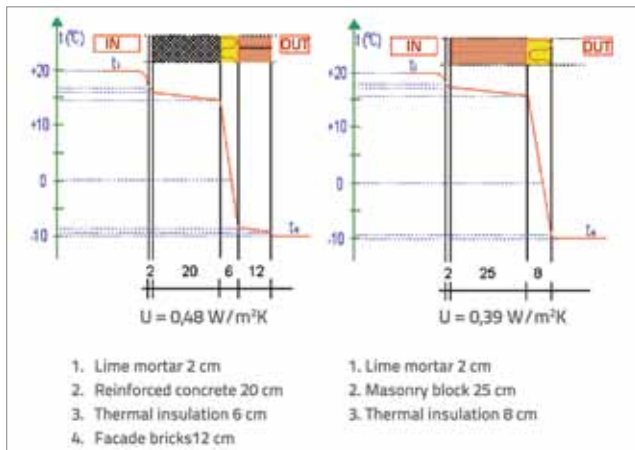 t(°C)
IN
OUT
t₁
+20
+10
0
-10
tₑ
2
20
6
12
U = 0,48 W/m²K
1. Lime mortar 2 cm
2. Reinforced concrete 20 cm
3. Thermal insulation 6 cm
4. Facade bricks12 cm
t(°C)
IN
OUT
+20
+10
0
-10
tₑ
2
25
8
U = 0,39 W/m²K
1. Lime mortar 2 cm
2. Masonry block 25 cm
3. Thermal insulation 8 cm